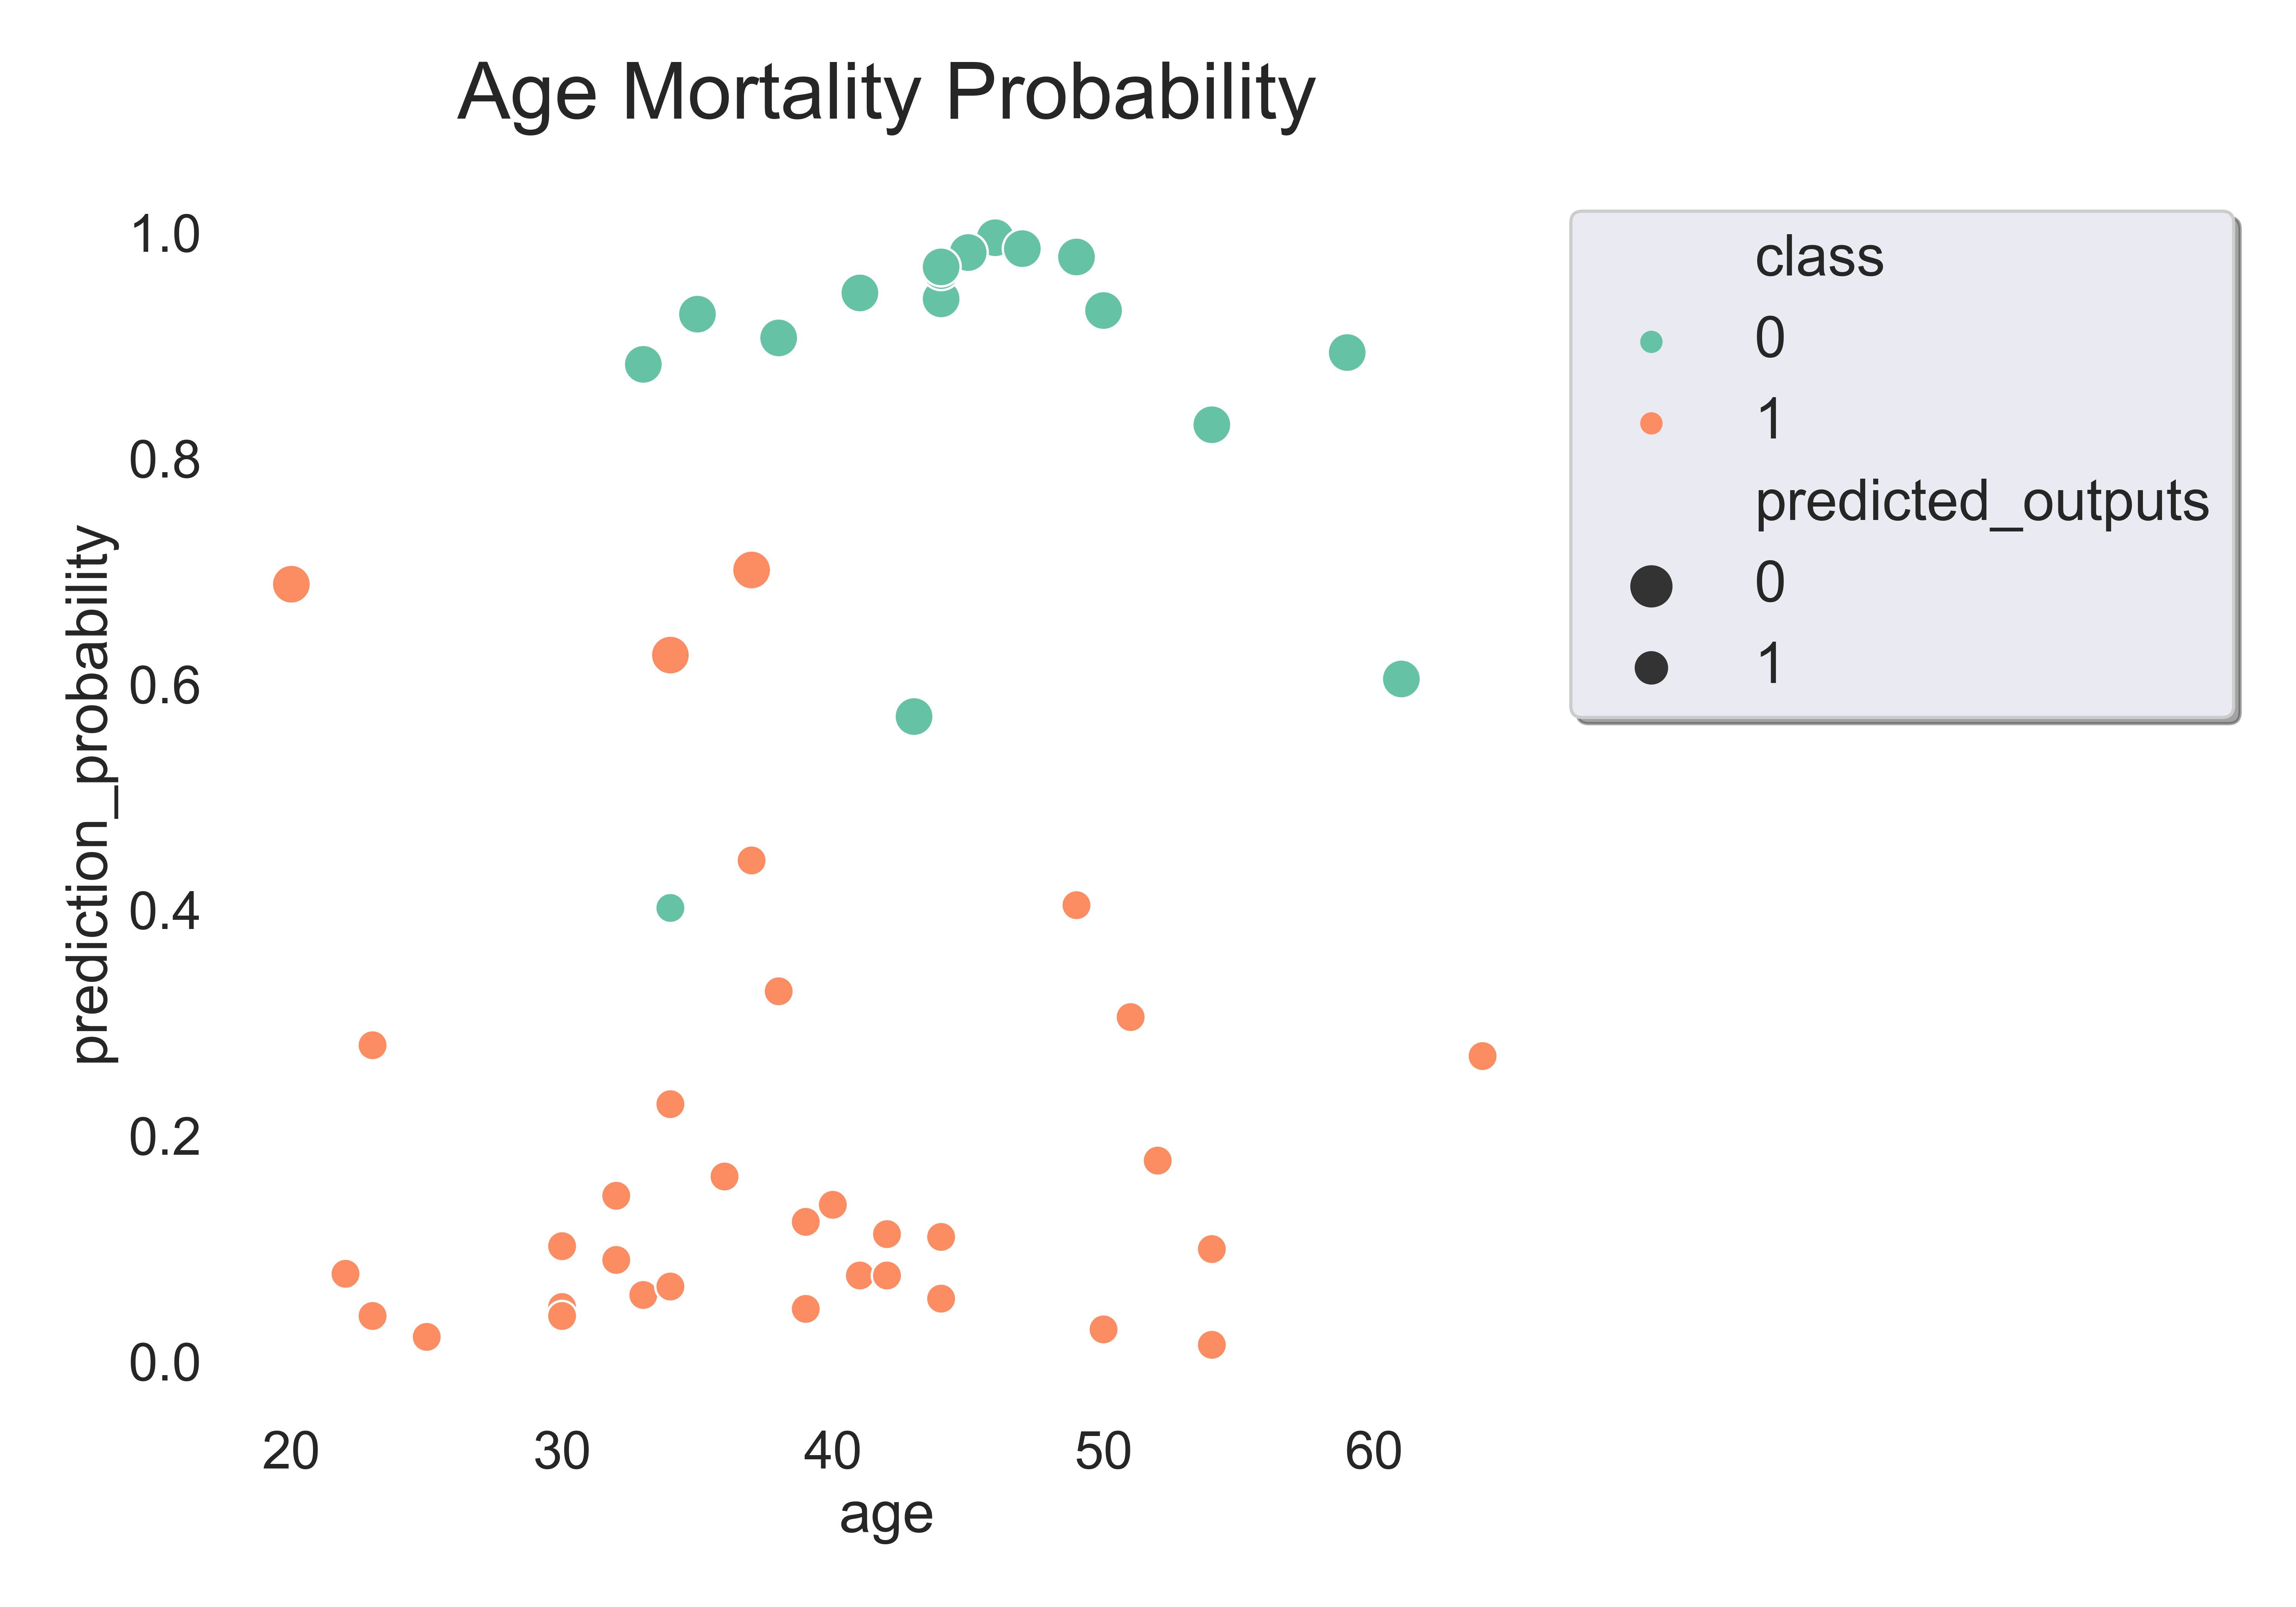 Age Mortality Probability
1.0
0.8
0.6
0.4
0.2
0.0
prediction_probability
20 30 40 50 60
age
class
0
1
predicted_outputs
0
1